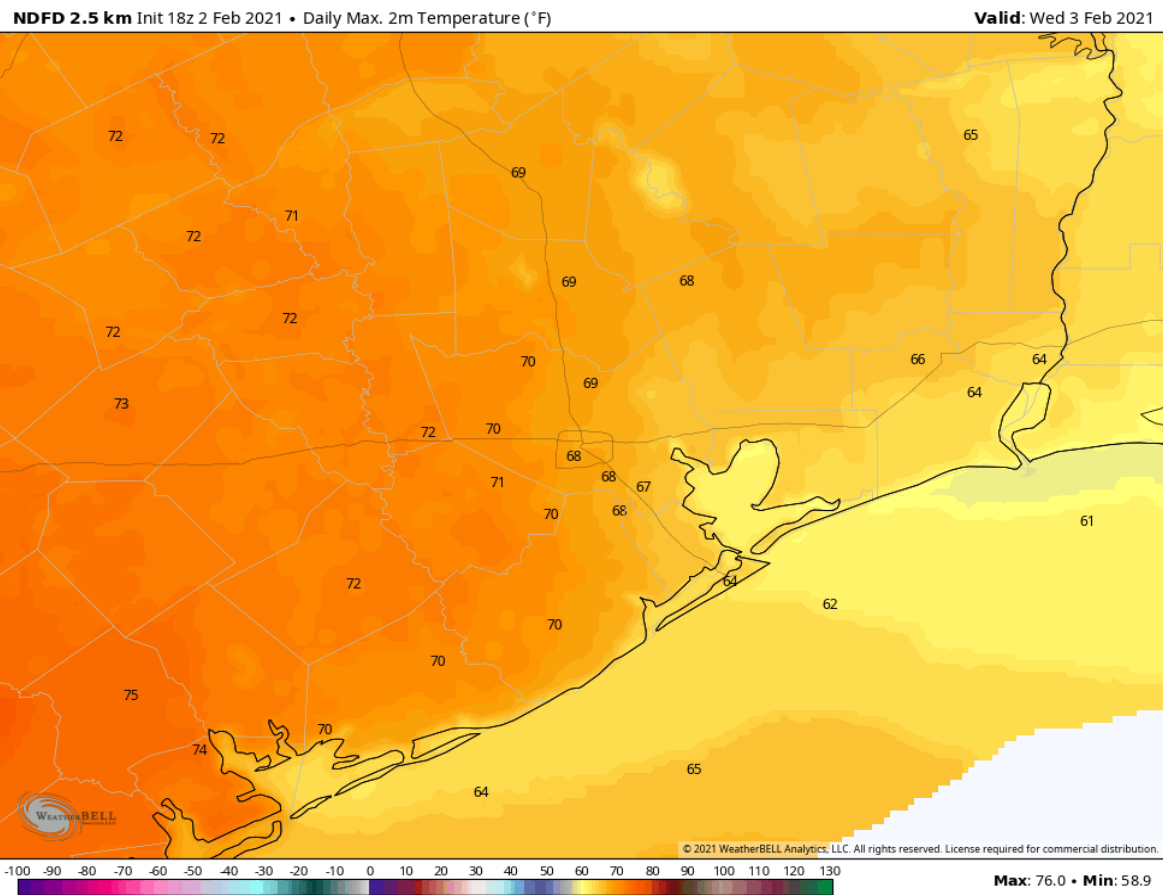 NDFD 2.5 km Init 18z 2 Feb 2021 • Daily Max. 2m Temperature (°F) Valid: Wed 3 Feb 2021
72 72 65
69
71
72
69 68
72
72
70 66 64
69
64
73
72 70
68
71 68 67
70 68
61
72 64
62
70
70
75
70
74
65
64
WEATHERBELL
© 2021 WeatherBELL Analytics, LLC. All rights reserved. License required for commercial distribution.
-100 -90 -80 -70 -60 -50 -40 -30 -20 -10 0 10 20 30 40 50 60 70 80 90 100 110 120 130
Max: 76.0 • Min: 58.9